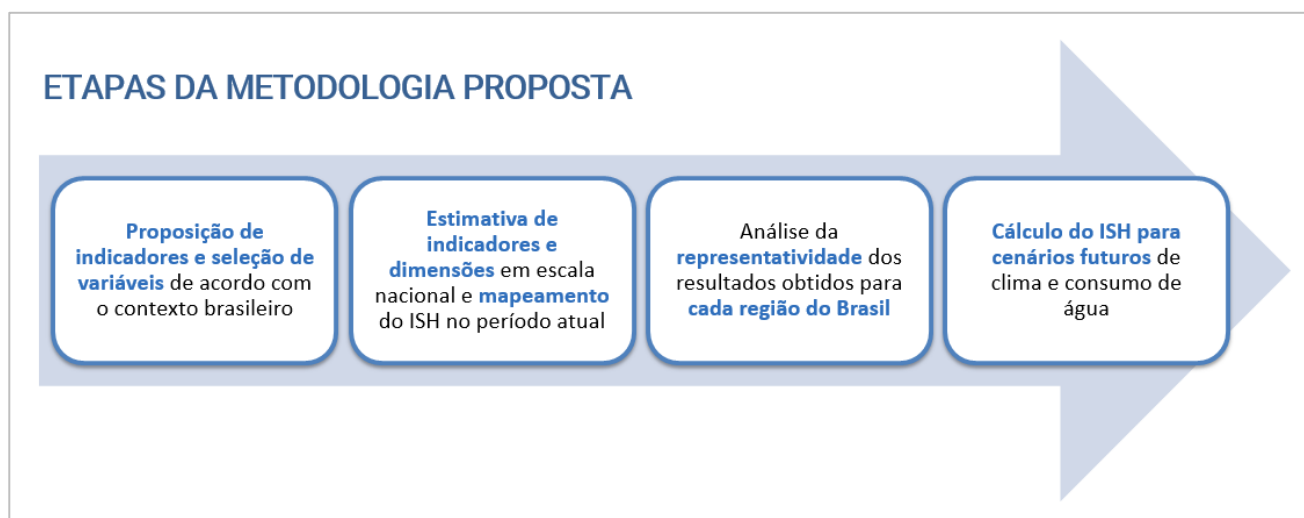 ETAPAS DA METODOLOGIA PROPOSTA
Proposição de
indicadores e seleção de
variáveis de acordo com
o contexto brasileiro
Estimativa de
indicadores e
dimensões em escala
nacional e mapeamento
do ISH no período atual
Análise da
representatividade dos
resultados obtidos para
cada região do Brasil
Cálculo do ISH para
cenários futuros de
clima e consumo de
água